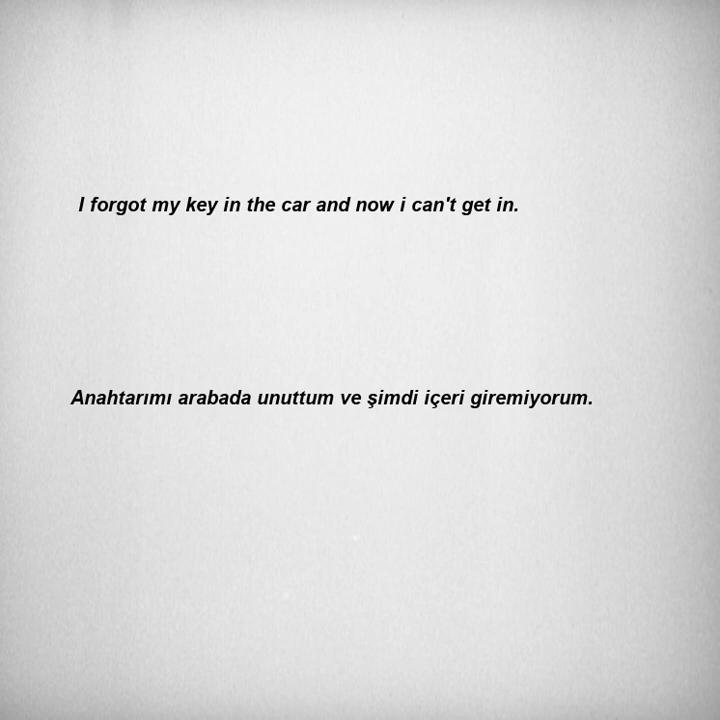 I forgot my key in the car and now i can't get in.
Anahtarımı arabada unuttum ve şimdi içeri giremiyorum.